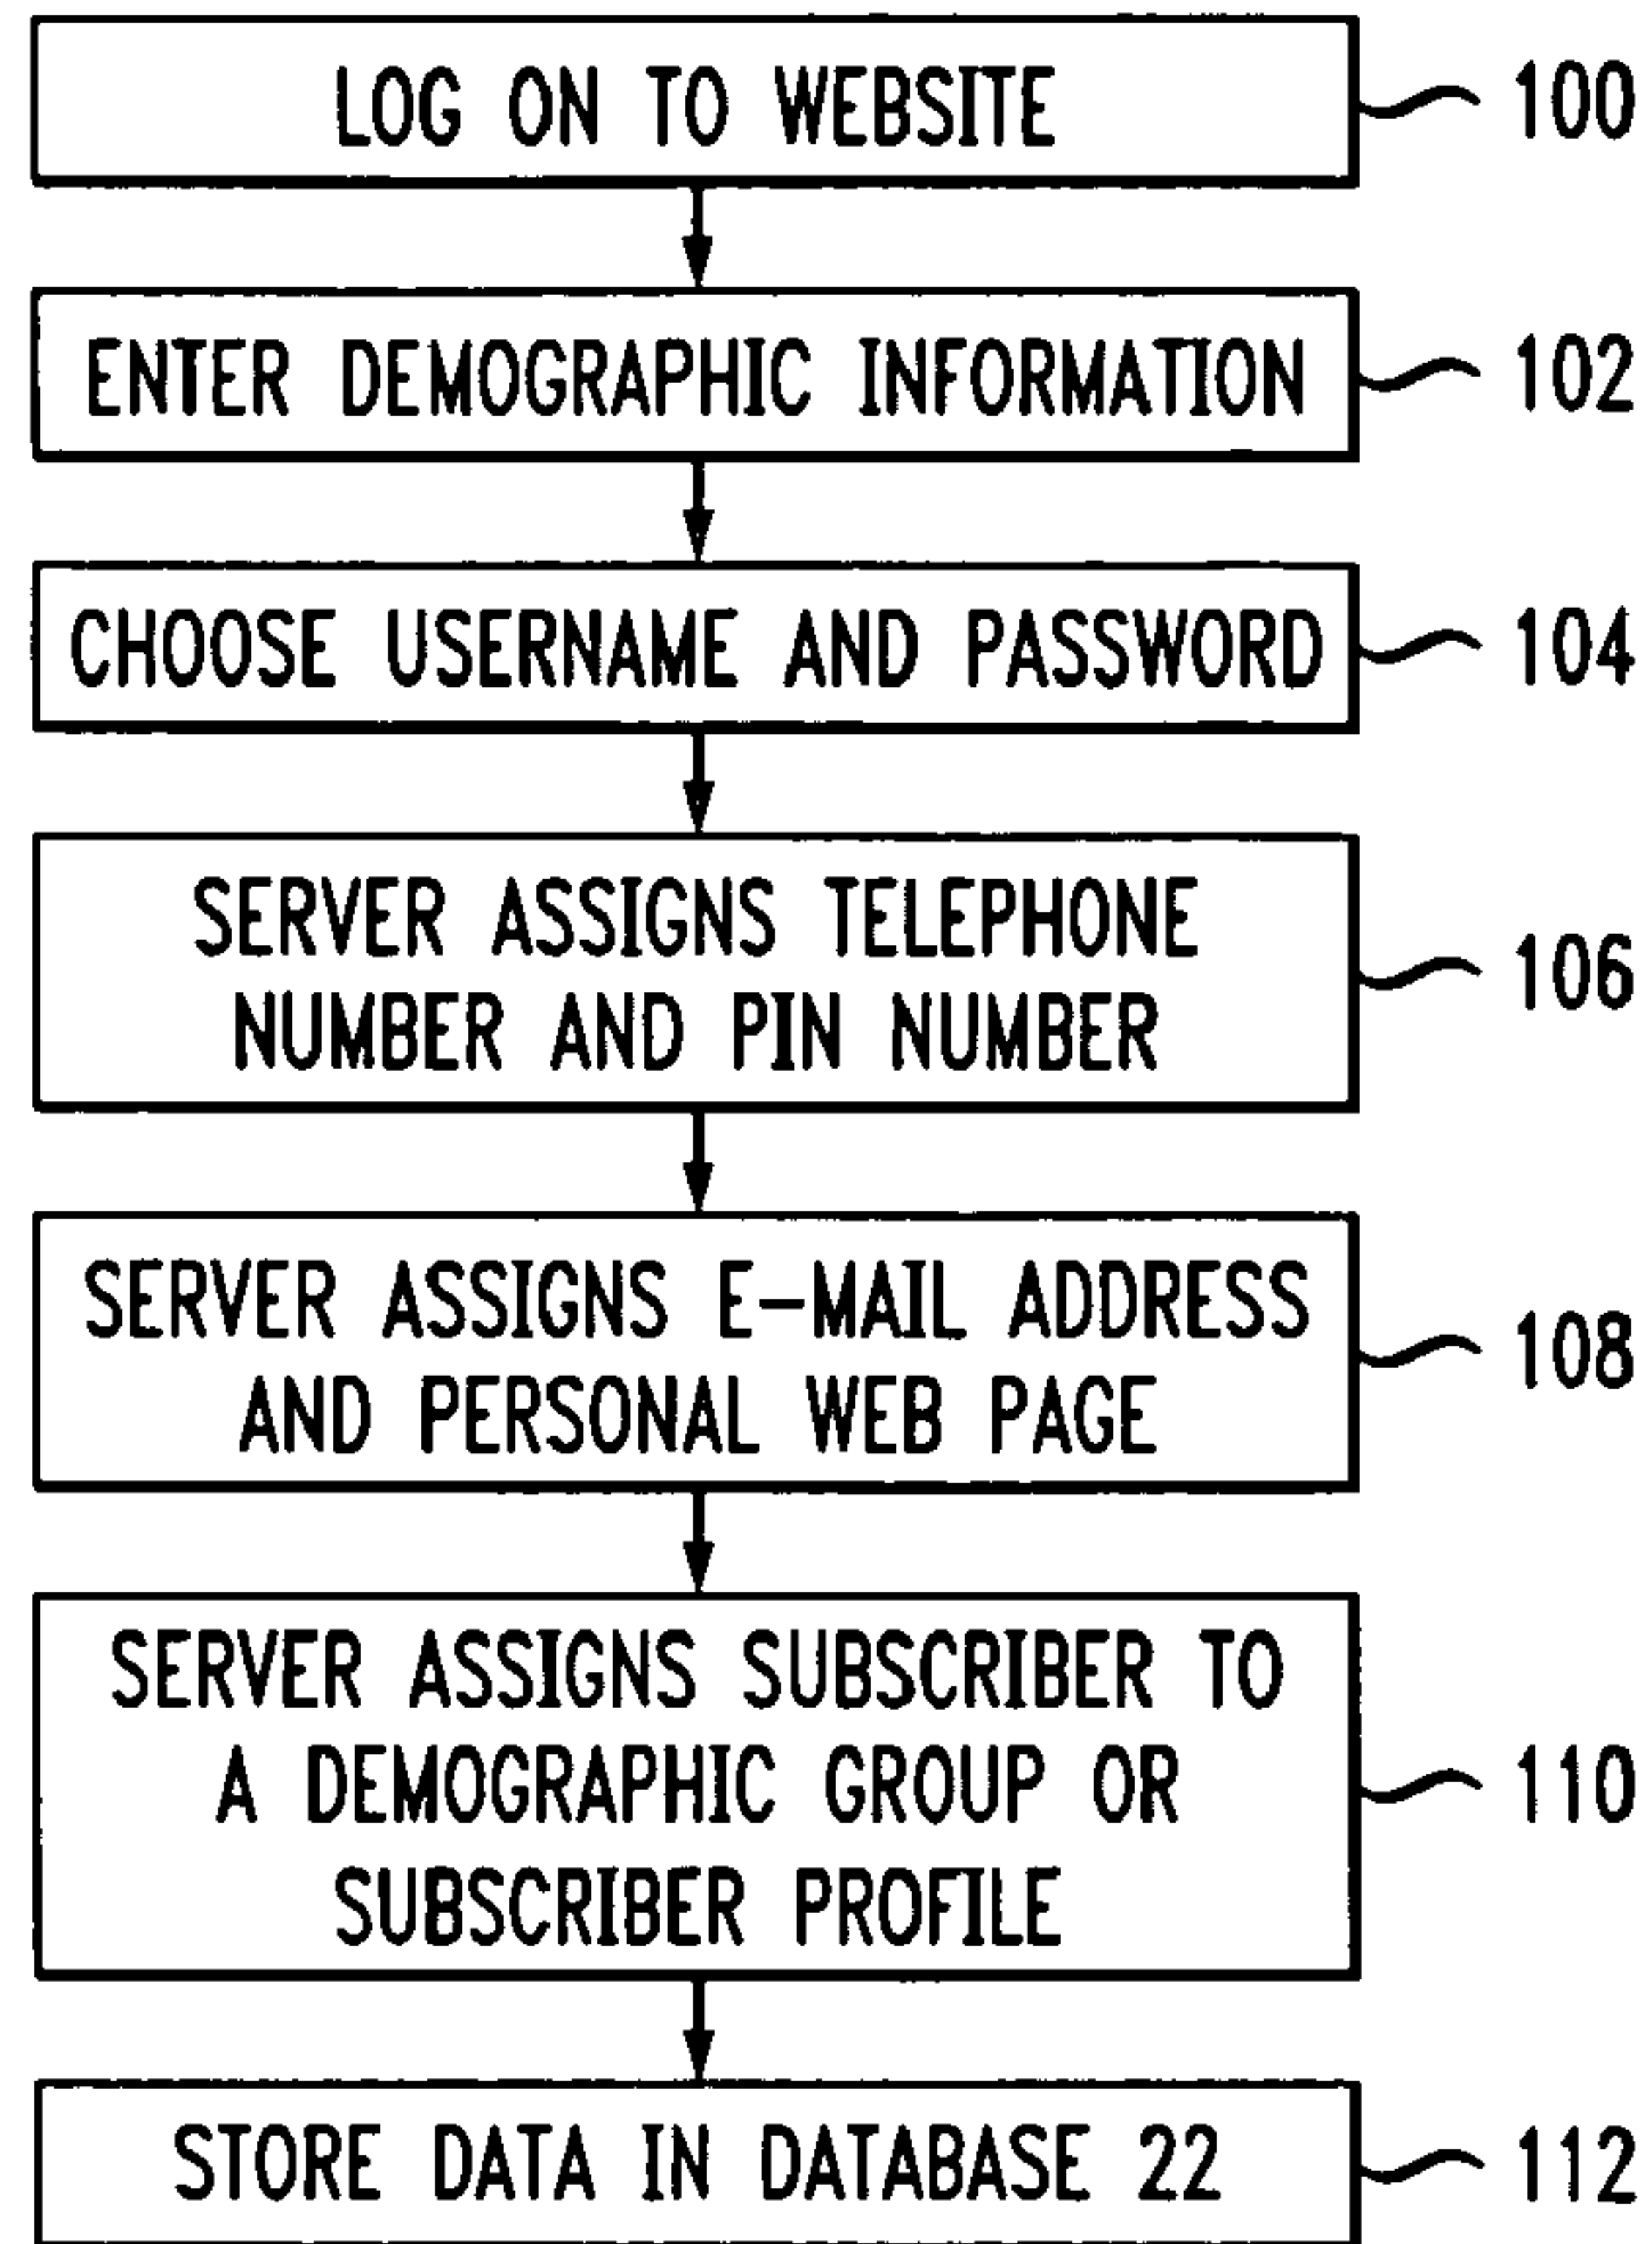 LOG ON TO WEBSITE
100
ENTER DEMOGRAPHIC INFORMATION
102
CHOOSE USERNAME AND PASSWORD
104
SERVER ASSIGNS TELEPHONE
NUMBER AND PIN NUMBER
106
SERVER ASSIGNS E-MAIL ADDRESS
AND PERSONAL WEB PAGE
108
SERVER ASSIGNS SUBSCRIBER TO
A DEMOGRAPHIC GROUP OR
SUBSCRIBER PROFILE
110
STORE DATA IN DATABASE 22
112